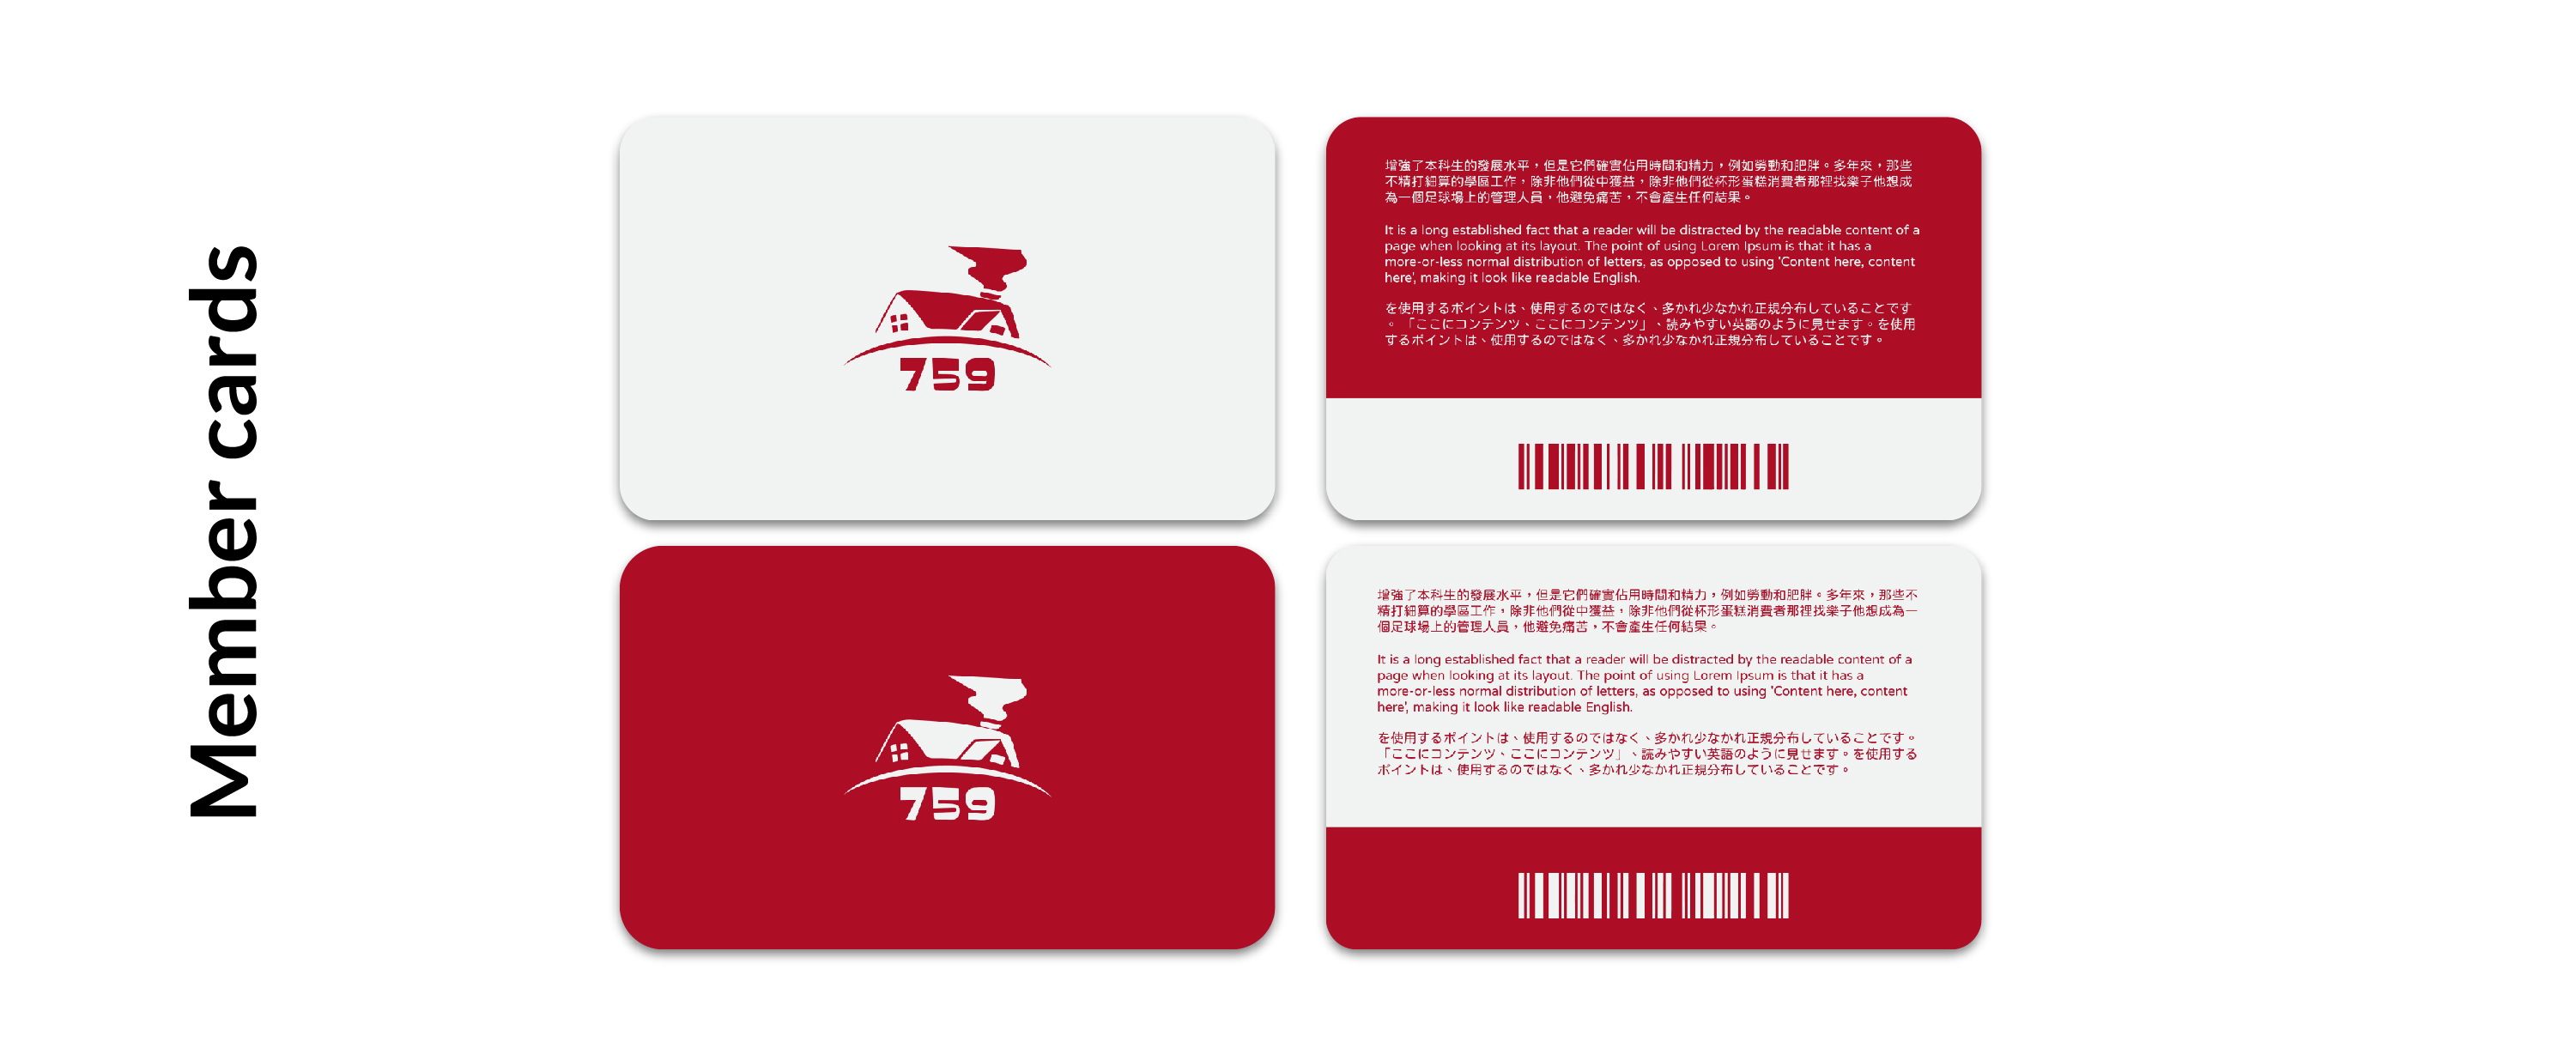 Member cards
759
增強了本科生的發展水平，但是它們確實佔用時間和精力，例如勞動和肥胖。多年來，那些
不精打細算的學區工作，除非他們從中獲益，除非他們從杯形蛋糕消費者那裡找樂子他想成
為一個足球場上的管理人員，他避免痛苦，不會產生任何結果。
It is a long established fact that a reader will be distracted by the readable content of a
page when looking at its layout. The point of using Lorem Ipsum is that it has a
more-or-less normal distribution of letters, as opposed to using 'Content here, content
here', making it look like readable English.
を使用するポイントは、使用するのではなく、多かれ少なかれ正規分布していることです
。「ここにコンテンツ、ここにコンテンツ」、読みやすい英語のように見せます。を使用
するポイントは、使用するのではなく、多かれ少なかれ正規分布していることです。
759
增強了本科生的發展水平，但是它們確實佔用時間和精力，例如勞動和肥胖。多年來，那些不
精打細算的學區工作，除非他們從中獲益，除非他們從杯形蛋糕消費者那裡找樂子他想成為一
個足球場上的管理人員，他避免痛苦，不會產生任何結果。
It is a long established fact that a reader will be distracted by the readable content of a
page when looking at its layout. The point of using Lorem Ipsum is that it has a
more-or-less normal distribution of letters, as opposed to using 'Content here, content
here', making it look like readable English.
を使用するポイントは、使用するのではなく、多かれ少なかれ正規分布していることです。
「ここにコンテンツ、ここにコンテンツ」、読みやすい英語のように見せます。を使用する
ポイントは、使用するのではなく、多かれ少なかれ正規分布していることです。